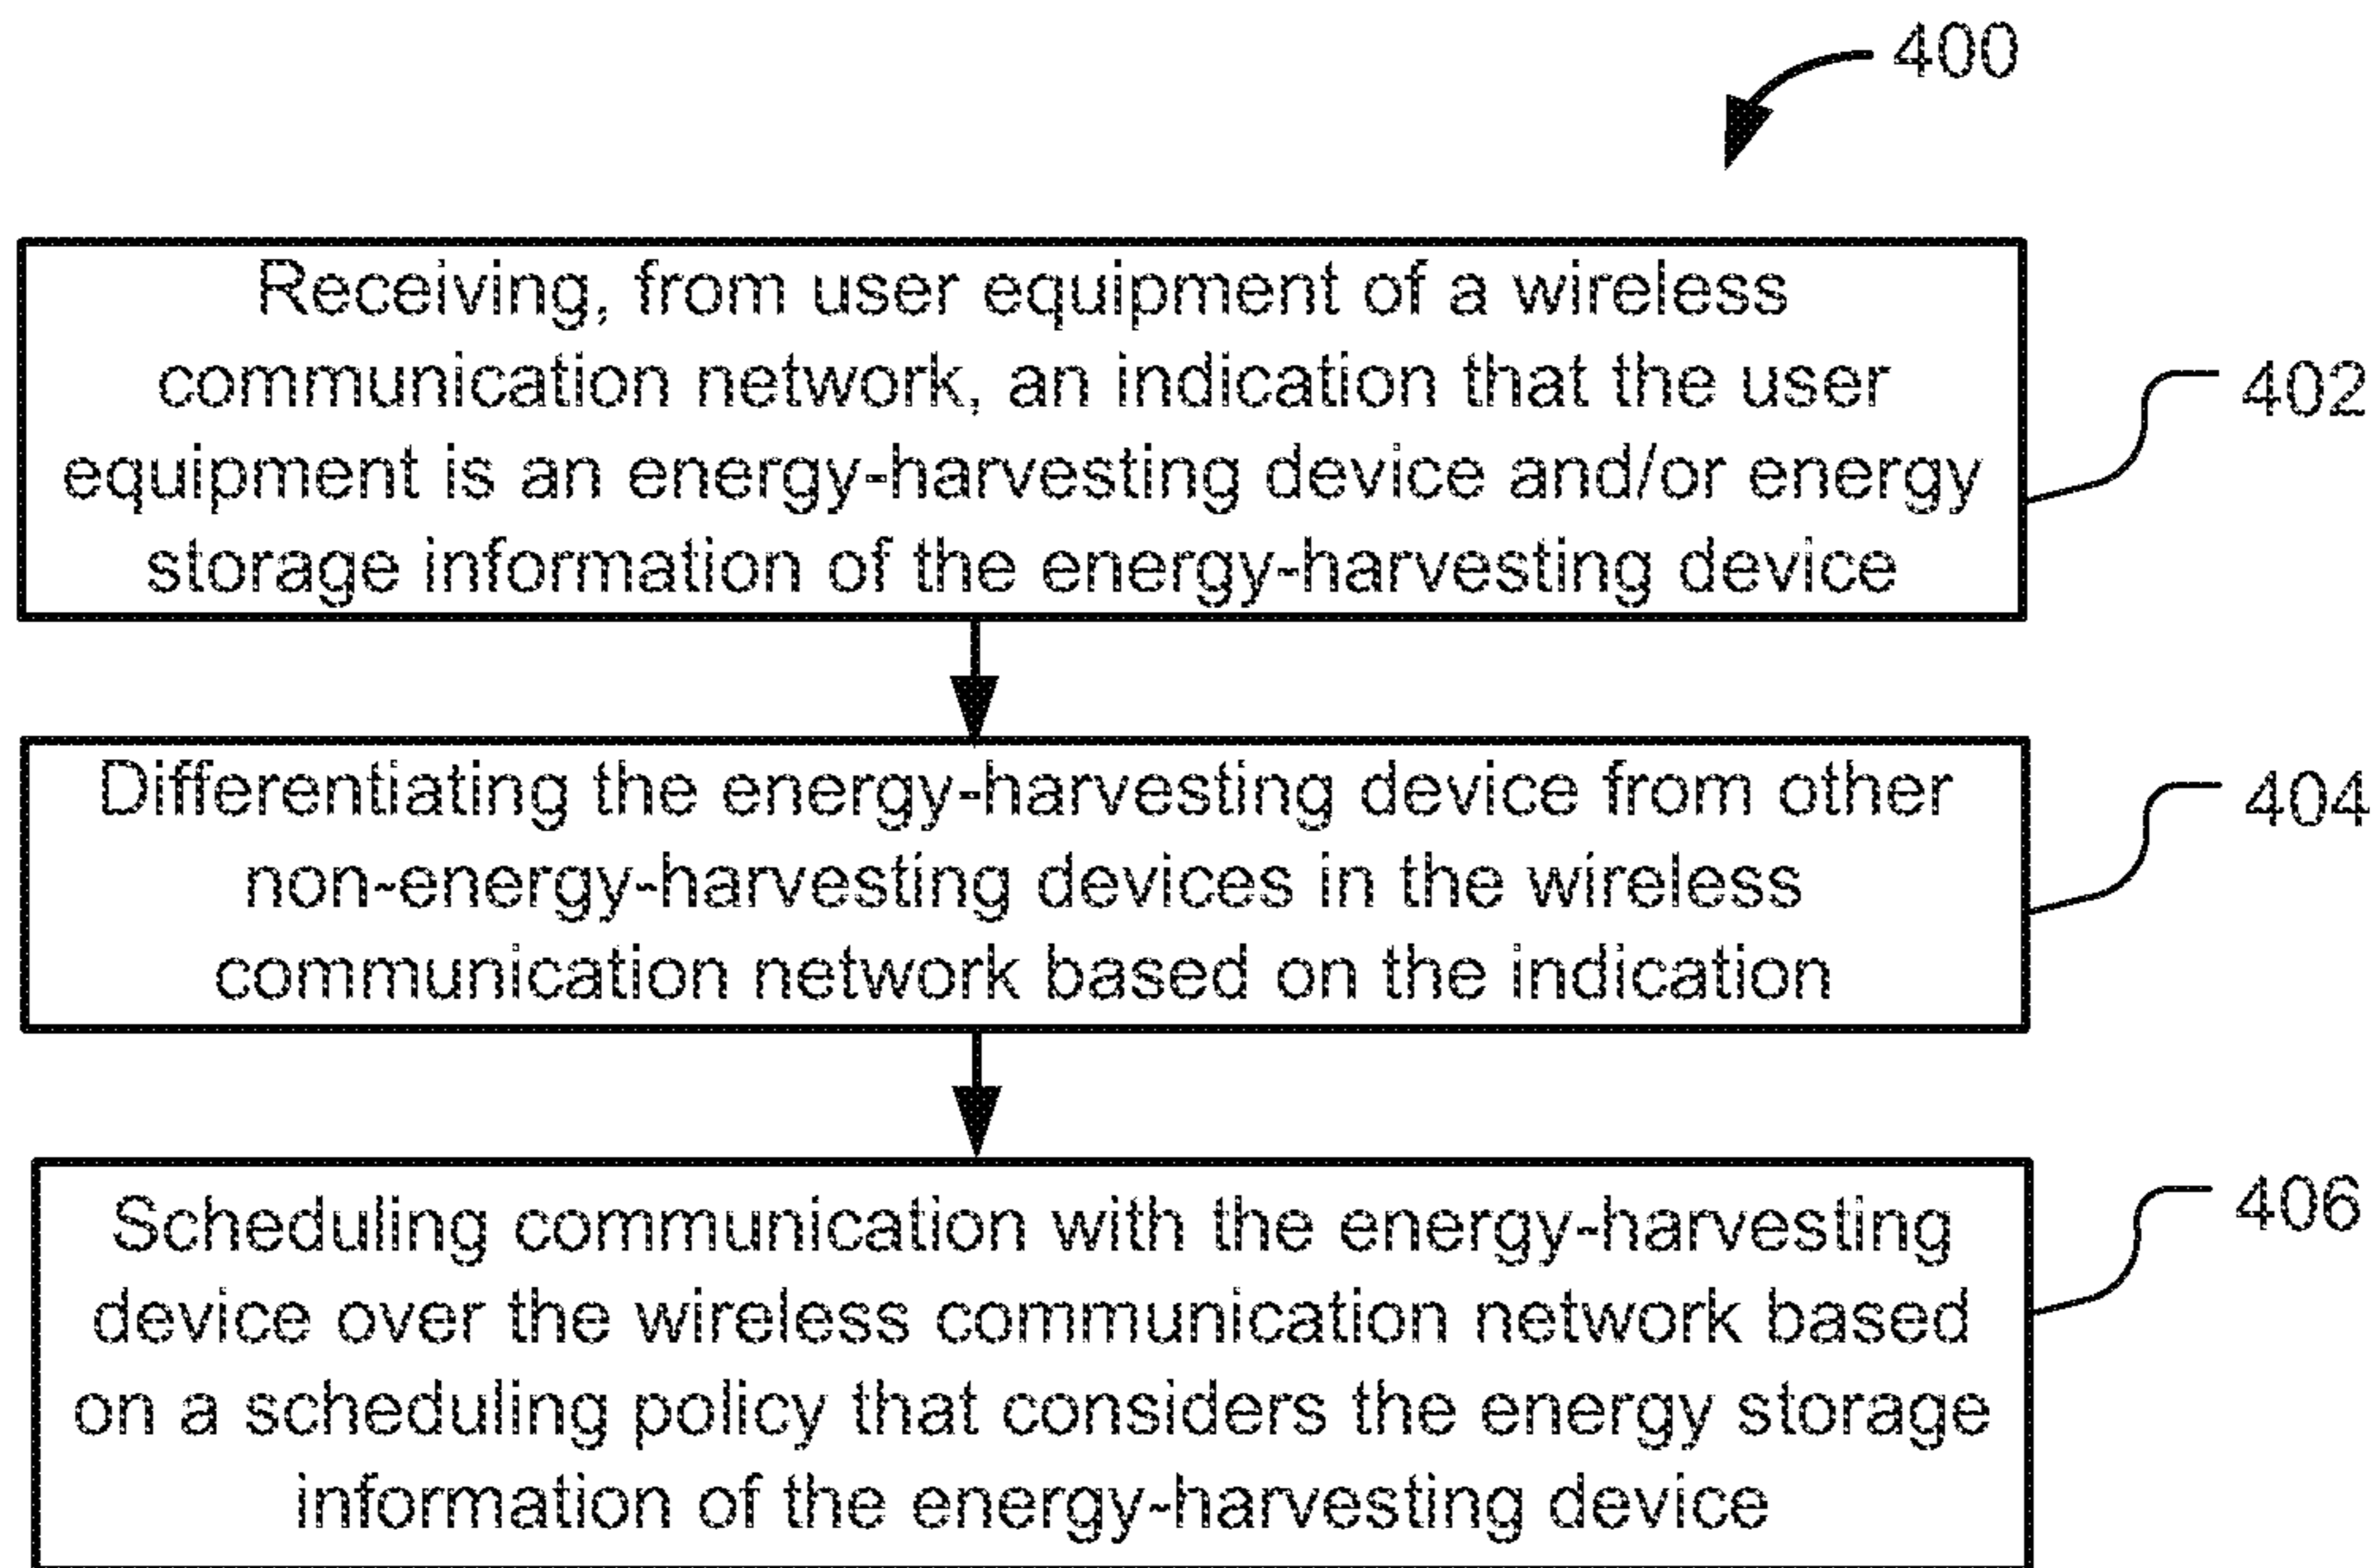 400
Receiving, from user equipment of a wireless
communication network, an indication that the user
equipment is an energy-harvesting device and/or energy
storage information of the energy-harvesting device
402
Differentiating the energy-harvesting device from other
non-energy-harvesting devices in the wireless
communication network based on the indication
404
Scheduling communication with the energy-harvesting
device over the wireless communication network based
on a scheduling policy that considers the energy storage
information of the energy-harvesting device
406